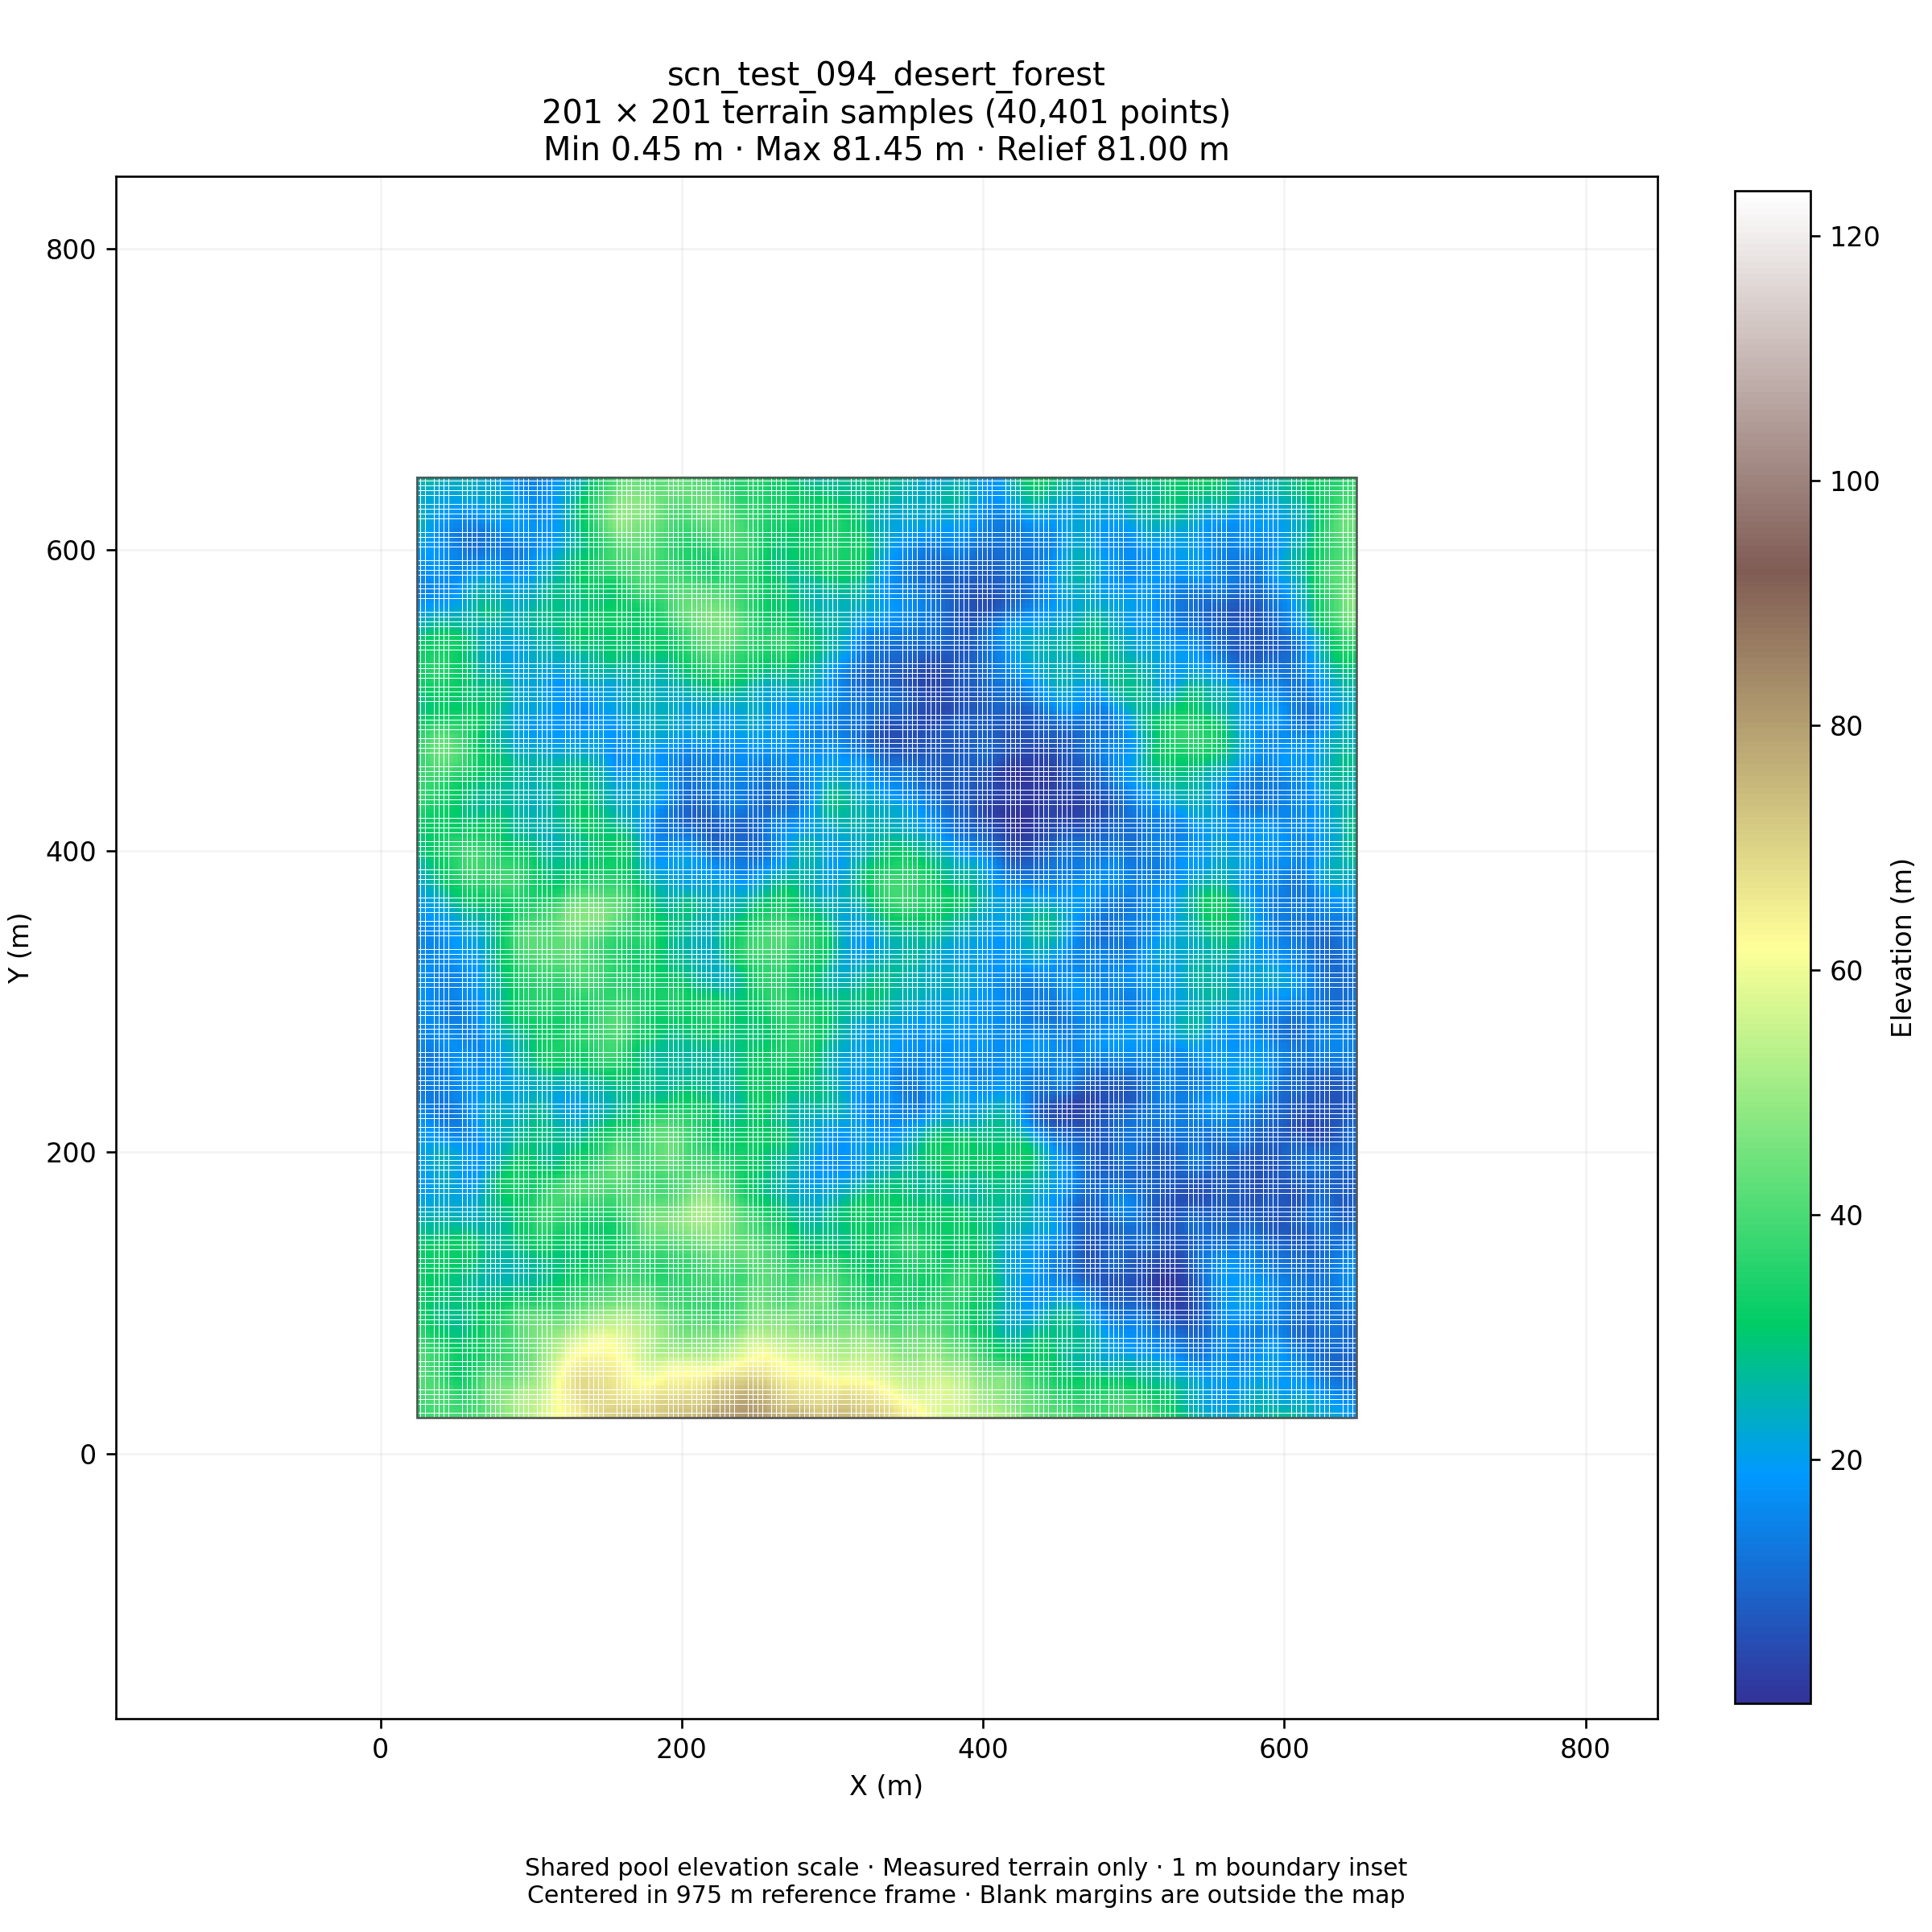 scn_test_094_desert_forest
201 × 201 terrain samples (40,401 points)
Min 0.45 m · Max 81.45 m · Relief 81.00 m
800
600
400
200
0
Y (m)
0
200
400
600
800
X (m)
120
100
80
60
40
20
Elevation (m)
Shared pool elevation scale · Measured terrain only · 1 m boundary inset
Centered in 975 m reference frame · Blank margins are outside the map